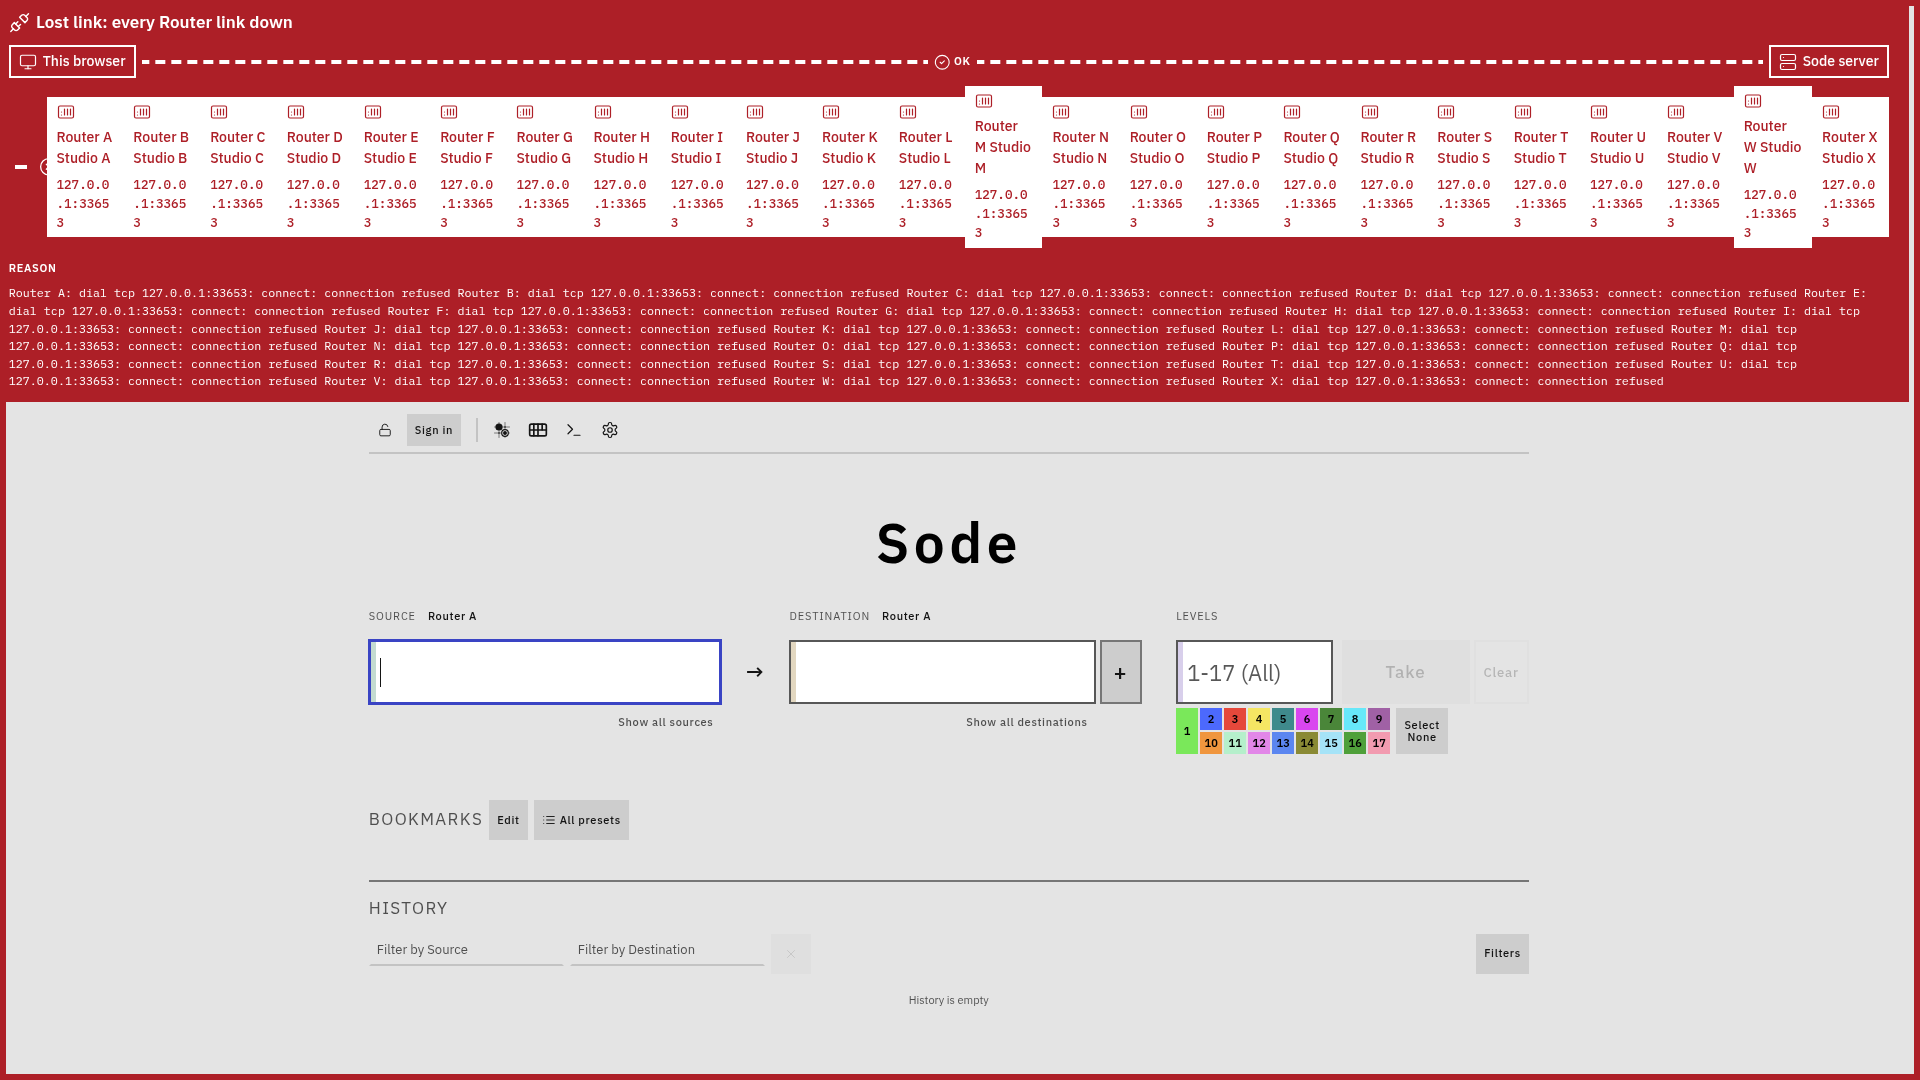 Lost link: every Router link down
This browser
OK
Sode server
Router A Studio A 127.0.0.1:33653
Router B Studio B 127.0.0.1:33653
Router C Studio C 127.0.0.1:33653
Router D Studio D 127.0.0.1:33653
Router E Studio E 127.0.0.1:33653
Router F Studio F 127.0.0.1:33653
Router G Studio G 127.0.0.1:33653
Router H Studio H 127.0.0.1:33653
Router I Studio I 127.0.0.1:33653
Router J Studio J 127.0.0.1:33653
Router K Studio K 127.0.0.1:33653
Router L Studio L 127.0.0.1:33653
Router M Studio M 127.0.0.1:33653
Router N Studio N 127.0.0.1:33653
Router O Studio O 127.0.0.1:33653
Router P Studio P 127.0.0.1:33653
Router Q Studio Q 127.0.0.1:33653
Router R Studio R 127.0.0.1:33653
Router S Studio S 127.0.0.1:33653
Router T Studio T 127.0.0.1:33653
Router U Studio U 127.0.0.1:33653
Router V Studio V 127.0.0.1:33653
Router W Studio W 127.0.0.1:33653
Router X Studio X 127.0.0.1:33653
REASON
Router A: dial tcp 127.0.0.1:33653: connect: connection refused Router B: dial tcp 127.0.0.1:33653: connect: connection refused Router C: dial tcp 127.0.0.1:33653: connect: connection refused Router D: dial tcp 127.0.0.1:33653: connect: connection refused Router E:
dial tcp 127.0.0.1:33653: connect: connection refused Router F: dial tcp 127.0.0.1:33653: connect: connection refused Router G: dial tcp 127.0.0.1:33653: connect: connection refused Router H: dial tcp 127.0.0.1:33653: connect: connection refused Router I: dial tcp
127.0.0.1:33653: connect: connection refused Router J: dial tcp 127.0.0.1:33653: connect: connection refused Router K: dial tcp 127.0.0.1:33653: connect: connection refused Router L: dial tcp 127.0.0.1:33653: connect: connection refused Router M: dial tcp
127.0.0.1:33653: connect: connection refused Router N: dial tcp 127.0.0.1:33653: connect: connection refused Router O: dial tcp 127.0.0.1:33653: connect: connection refused Router P: dial tcp 127.0.0.1:33653: connect: connection refused Router Q: dial tcp
127.0.0.1:33653: connect: connection refused Router R: dial tcp 127.0.0.1:33653: connect: connection refused Router S: dial tcp 127.0.0.1:33653: connect: connection refused Router T: dial tcp 127.0.0.1:33653: connect: connection refused Router U: dial tcp
127.0.0.1:33653: connect: connection refused Router V: dial tcp 127.0.0.1:33653: connect: connection refused Router W: dial tcp 127.0.0.1:33653: connect: connection refused Router X: dial tcp 127.0.0.1:33653: connect: connection refused
Sign in
Sode
SOURCE Router A
DESTINATION Router A
LEVELS
→
+
1-17 (All)
Take
Clear
Show all sources
Show all destinations
1 2 3 4 5 6 7 8 9
10 11 12 13 14 15 16 17
Select None
BOOKMARKS
Edit
All presets
HISTORY
Filter by Source
Filter by Destination
Filters
History is empty